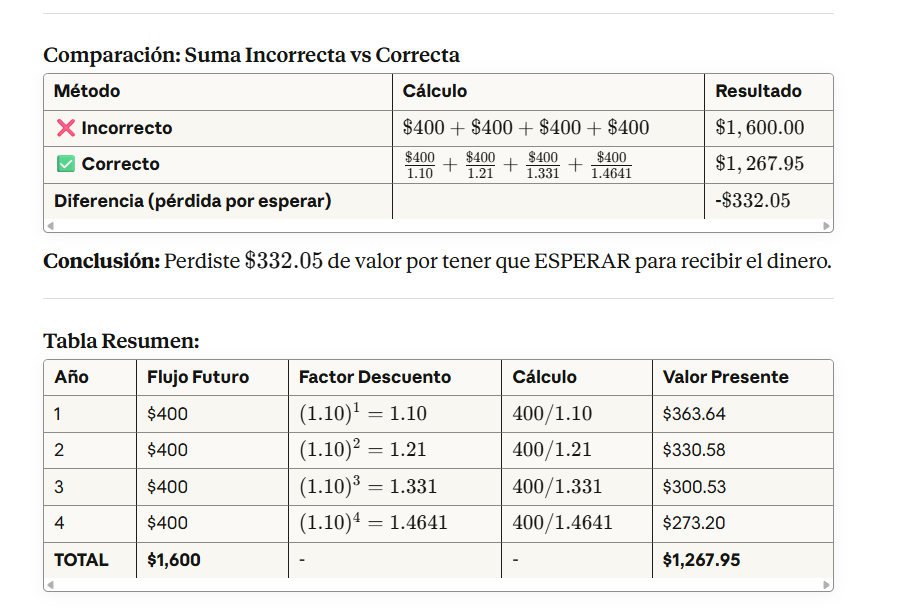 Comparación: Suma Incorrecta vs Correcta
Método Cálculo Resultado
❌ Incorrecto $400 + $400 + $400 + $400 $1,600.00
✅ Correcto $400/1.10 + $400/1.21 + $400/1.331 + $400/1.4641 $1,267.95
Diferencia (pérdida por esperar) -$332.05
Conclusión: Perdiste $332.05 de valor por tener que ESPERAR para recibir el dinero.
Tabla Resumen:
Año Flujo Futuro Factor Descuento Cálculo Valor Presente
1 $400 (1.10)¹ = 1.10 400/1.10 $363.64
2 $400 (1.10)² = 1.21 400/1.21 $330.58
3 $400 (1.10)³ = 1.331 400/1.331 $300.53
4 $400 (1.10)⁴ = 1.4641 400/1.4641 $273.20
TOTAL $1,600 - - $1,267.95